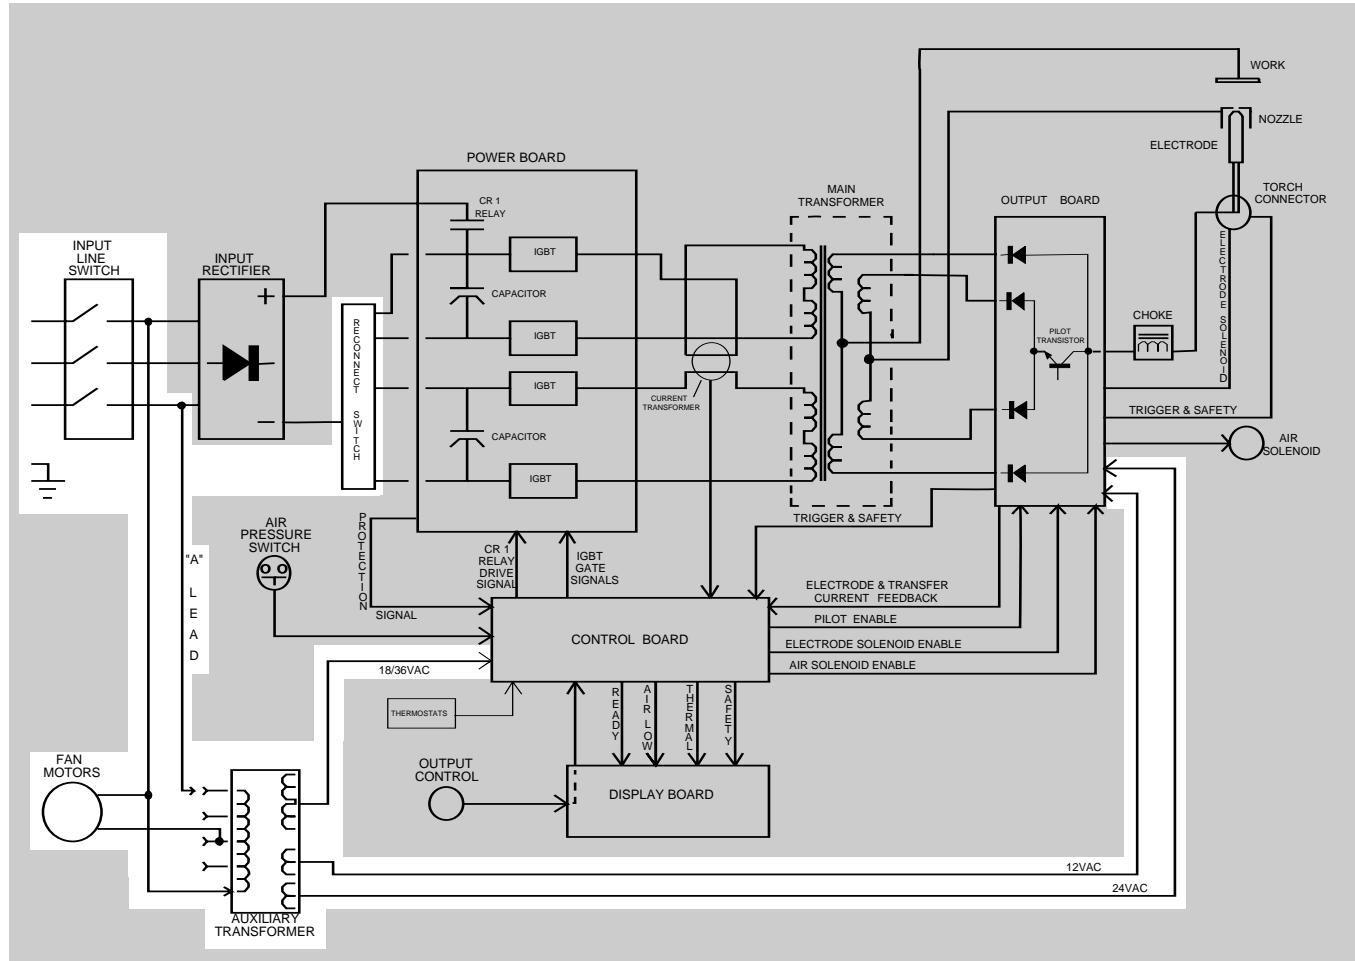 WORK
NOZZLE
ELECTRODE
POWER BOARD
MAIN
TRANSFORMER
TORCH
CONNECTOR
OUTPUT BOARD
CR 1
RELAY
INPUT
LINE
SWITCH
INPUT
RECTIFIER
+
IGBT
CAPACITOR
RECONNECT SWITCH
IGBT
ELECTRODE SOLENOID
CHOKE
PILOT
TRANSISTOR
IGBT
CURRENT
TRANSFORMER
TRIGGER & SAFETY
—
CAPACITOR
AIR
SOLENOID
IGBT
PROTECTION
SIGNAL
TRIGGER & SAFETY
AIR
PRESSURE
SWITCH
"A" LEAD
CR 1
RELAY
DRIVE
SIGNAL
IGBT
GATE
SIGNALS
ELECTRODE & TRANSFER
CURRENT FEEDBACK
PILOT ENABLE
CONTROL BOARD
ELECTRODE SOLENOID ENABLE
AIR SOLENOID ENABLE
18/36VAC
THERMOSTATS
READY
AIR LOW
THERMAL
SAFETY
FAN
MOTORS
OUTPUT
CONTROL
DISPLAY BOARD
12VAC
24VAC
AUXILIARY
TRANSFORMER